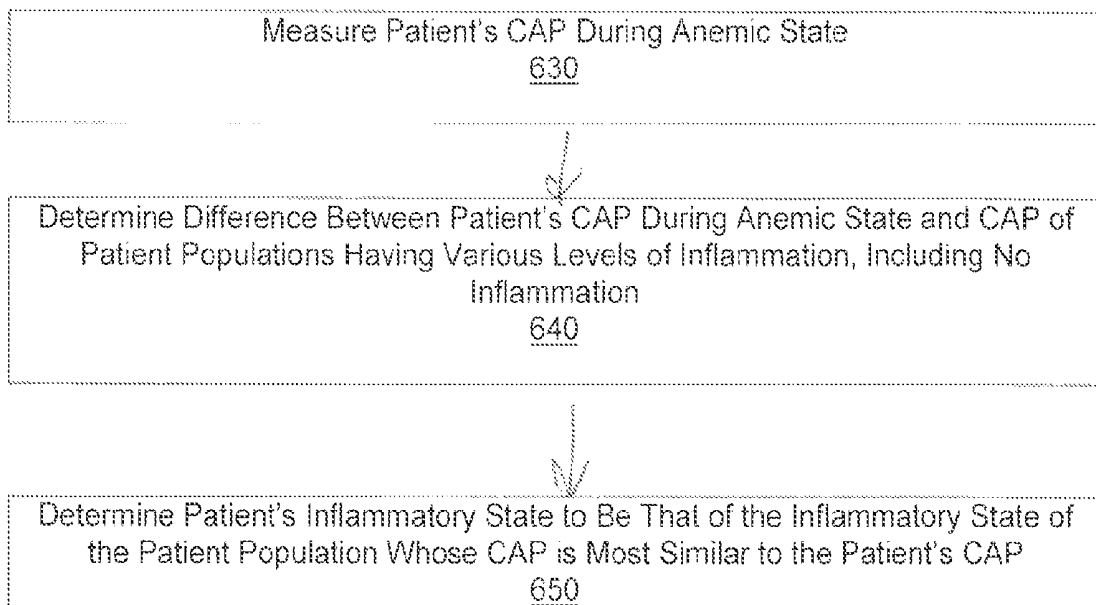 Measure Patient's CAP During Anemic State
630
Determine Difference Between Patient's CAP During Anemic State and CAP of
Patient Populations Having Various Levels of Inflammation, Including No
Inflammation
640
Determine Patient's Inflammatory State to Be That of the Inflammatory State of
the Patient Population Whose CAP is Most Similar to the Patient's CAP
650